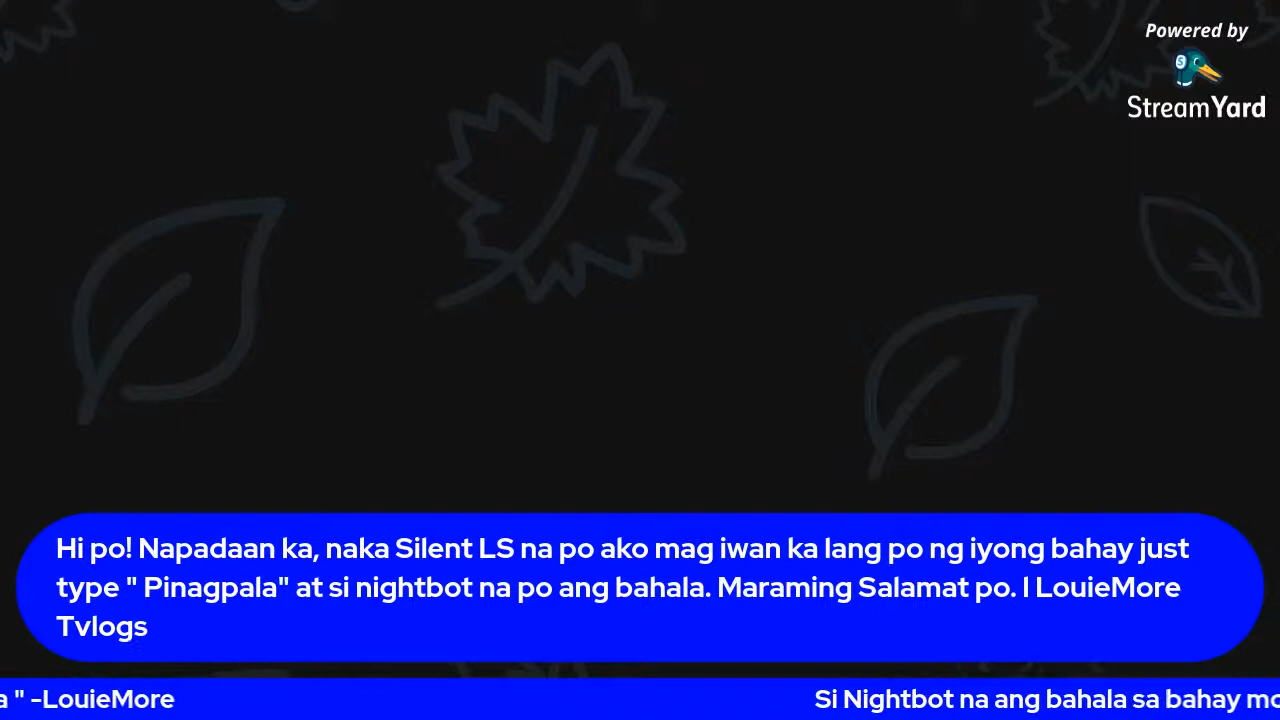 Powered by
S
StreamYard
Hi po! Napadaan ka, naka Silent LS na po ako mag iwan ka lang po ng iyong bahay just
type " Pinagpala" at si nightbot na po ang bahala. Maraming Salamat po. I LouieMore
Tvlogs
a " -LouieMore Si Nightbot na ang bahala sa bahay mo